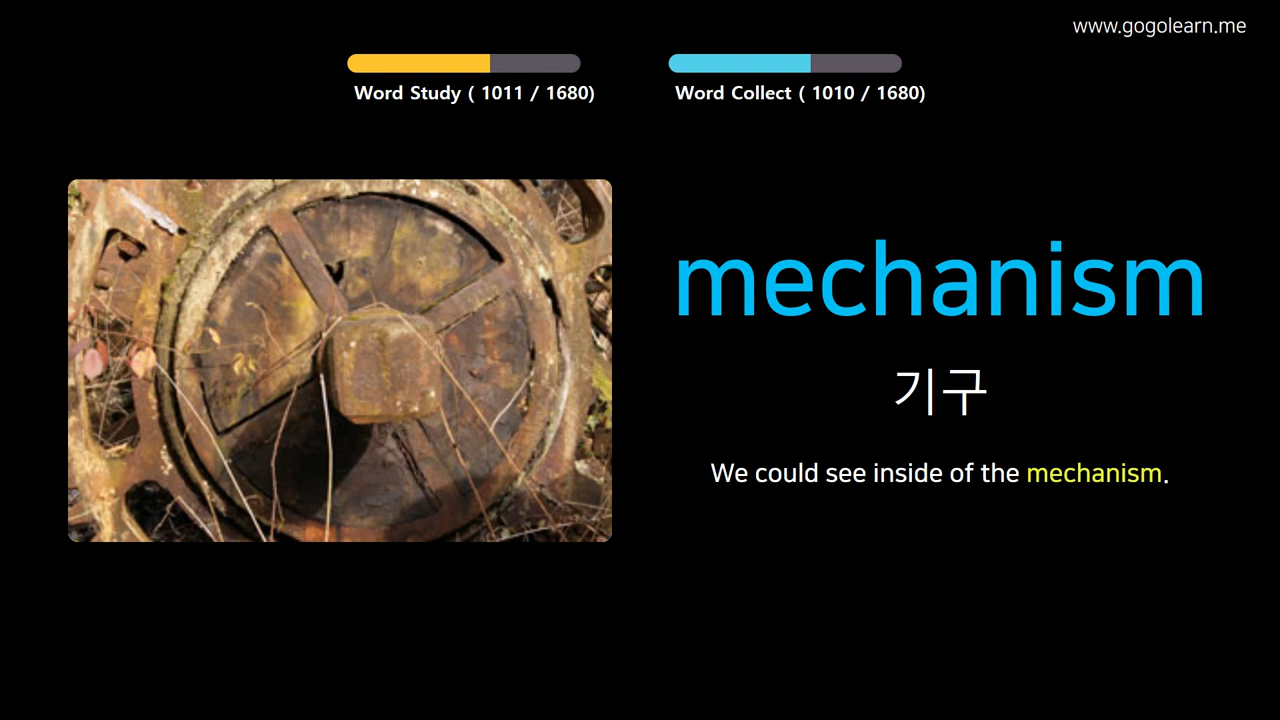 www.gogolearn.me
Word Study ( 1011 / 1680)
Word Collect ( 1010 / 1680)
mechanism
기구
We could see inside of the mechanism.